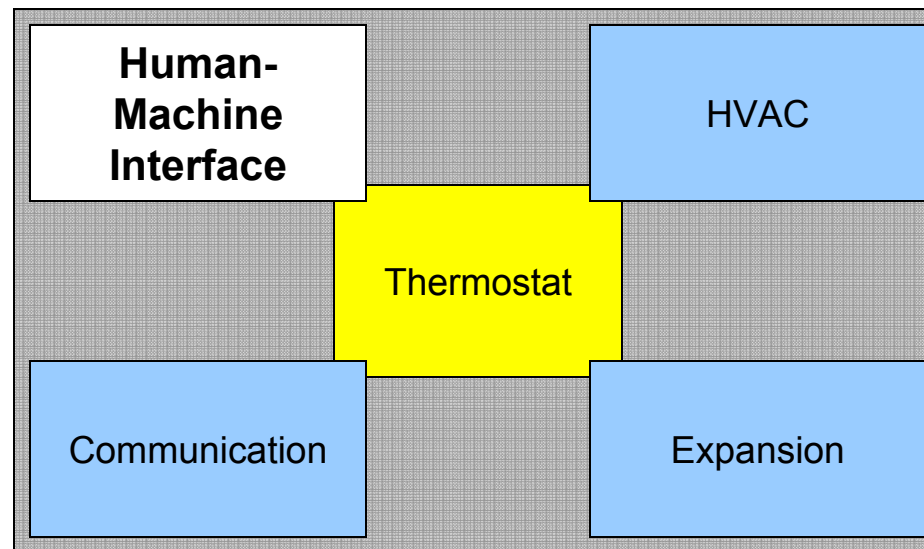 Human-
Machine
Interface
HVAC
Thermostat
Communication
Expansion